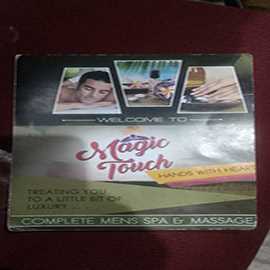 WELCOME TO
Magic
Touch
HANDS WITH HEART
TREATING YOU
TO A LITTLE BIT OF
LUXURY ...
COMPLETE MENS SPA & MASSAGE